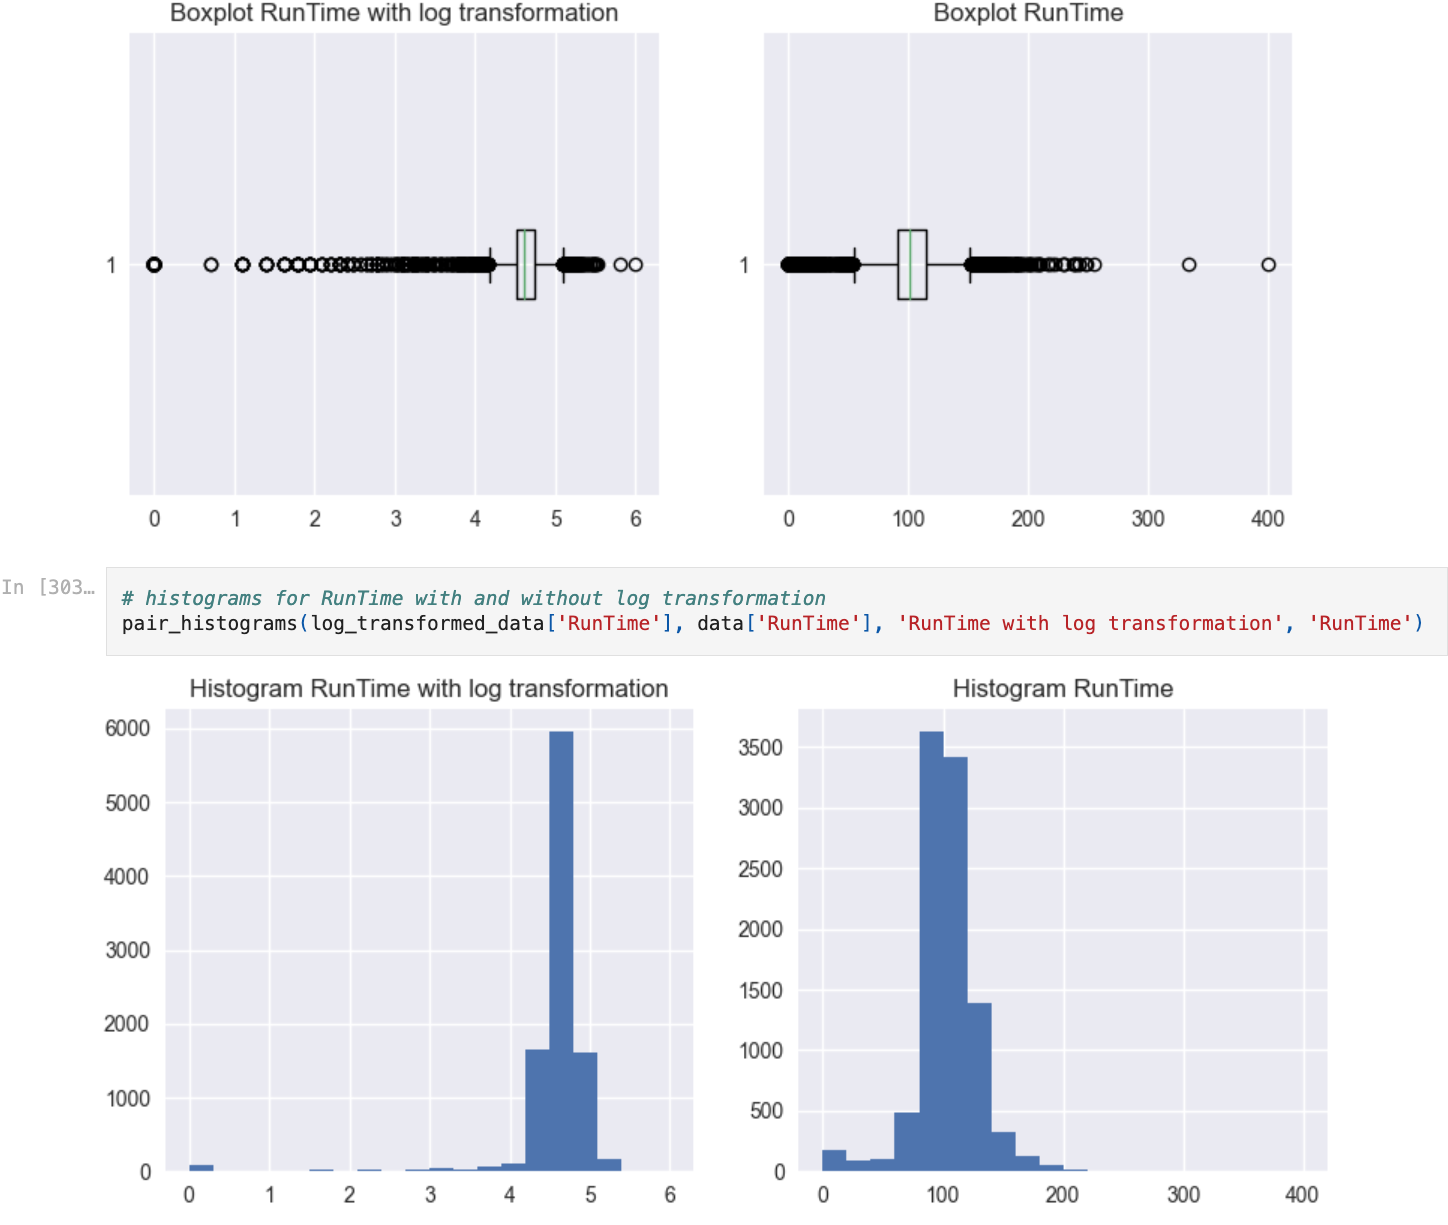 Boxplot RunTime with log transformation
1
0 1 2 3 4 5 6
Boxplot RunTime
1
0 100 200 300 400
In [303…
# histograms for RunTime with and without log transformation
pair_histograms(log_transformed_data['RunTime'], data['RunTime'], 'RunTime with log transformation', 'RunTime')
Histogram RunTime with log transformation
6000
5000
4000
3000
2000
1000
0
0 1 2 3 4 5 6
Histogram RunTime
3500
3000
2500
2000
1500
1000
500
0
0 100 200 300 400